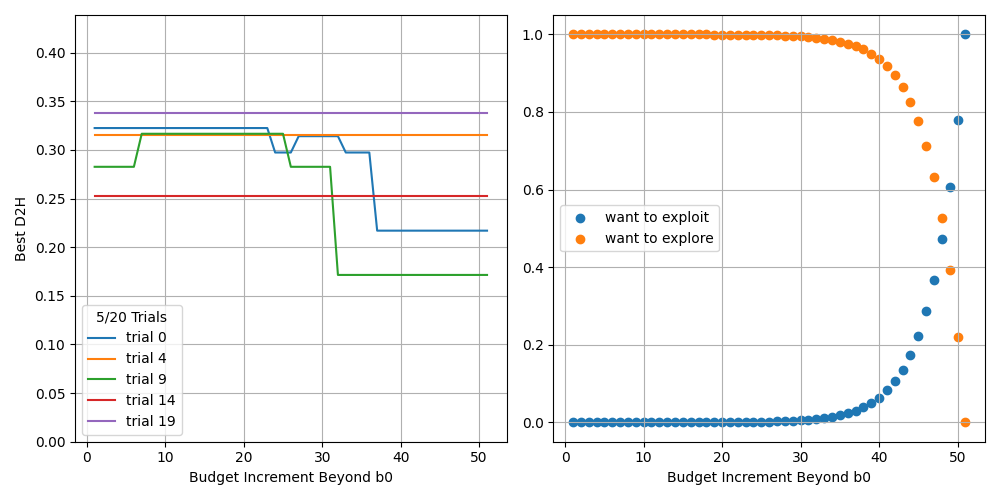 0.40
0.35
0.30
0.25
0.20
0.15
0.10
0.05
0.00
Best D2H
5/20 Trials
trial 0
trial 4
trial 9
trial 14
trial 19
0 10 20 30 40 50
Budget Increment Beyond b0
1.0
0.8
0.6
0.4
0.2
0.0
want to exploit
want to explore
0 10 20 30 40 50
Budget Increment Beyond b0